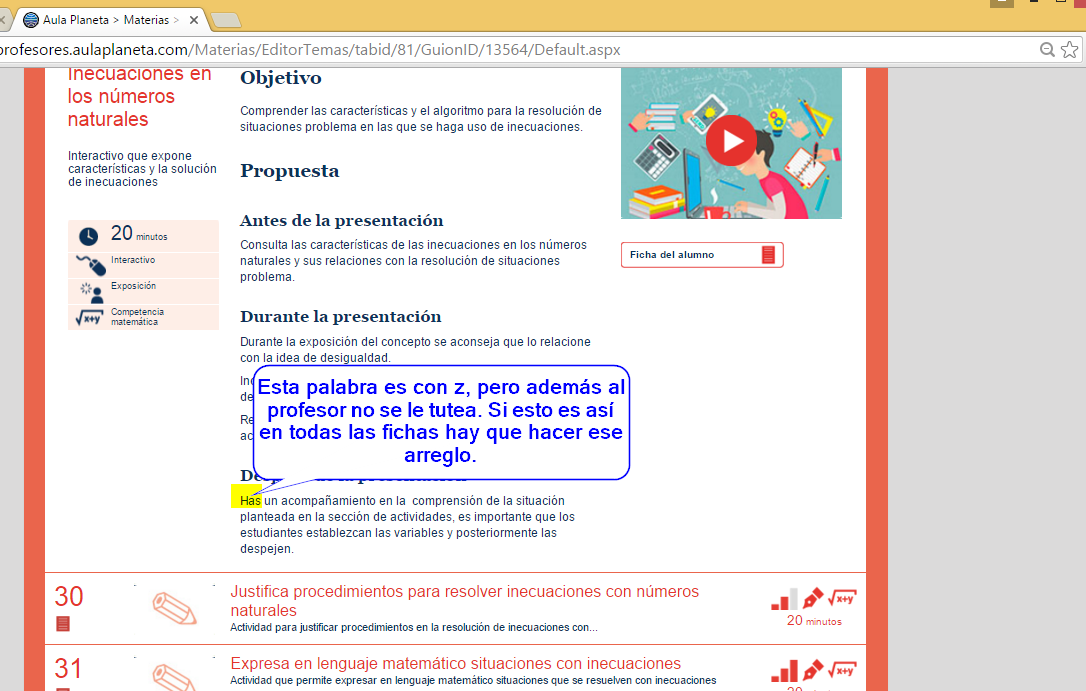 Aula Planeta > Materias >
profesores.aulaplaneta.com/Materias/EditorTemas/tabid/81/GuionID/13564/Default.aspx
Inecuaciones en
los números
naturales
Interactivo que expone
características y la solución
de inecuaciones
20 minutos
Interactivo
Exposición
√x+y Competencia
matemática
Objetivo
Comprender las características y el algoritmo para la resolución de
situaciones problema en las que se haga uso de inecuaciones.
Propuesta
Antes de la presentación
Consulta las características de las inecuaciones en los números
naturales y sus relaciones con la resolución de situaciones
problema.
Durante la presentación
Durante la exposición del concepto se aconseja que lo relacione
con la idea de desigualdad.
Esta palabra es con z, pero además al
profesor no se le tutea. Si esto es así
en todas las fichas hay que hacer ese
arreglo.
Has un acompañamiento en la comprensión de la situación
planteada en la sección de actividades, es importante que los
estudiantes establezcan las variables y posteriormente las
despejen.
Ficha del alumno
30
Justifica procedimientos para resolver inecuaciones con números
naturales
Actividad para justificar procedimientos en la resolución de inecuaciones con...
√x+y
20 minutos
31
Expresa en lenguaje matemático situaciones con inecuaciones
Actividad que permite expresar en lenguaje matemático situaciones que se resuelven con inecuaciones
√x+y